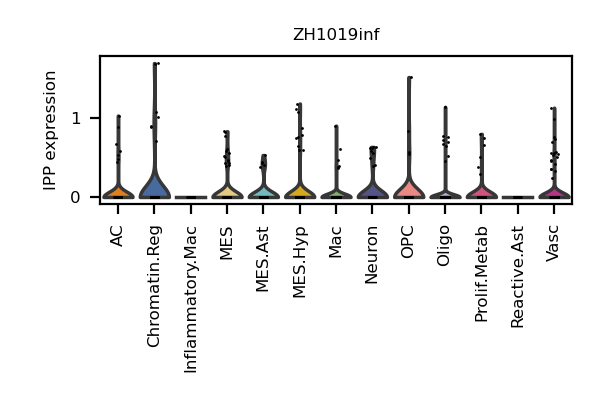 ZH1019inf
IPP expression
1
0
AC
Chromatin.Reg
Inflammatory.Mac
MES
MES.Ast
MES.Hyp
Mac
Neuron
OPC
Oligo
Prolif.Metab
Reactive.Ast
Vasc